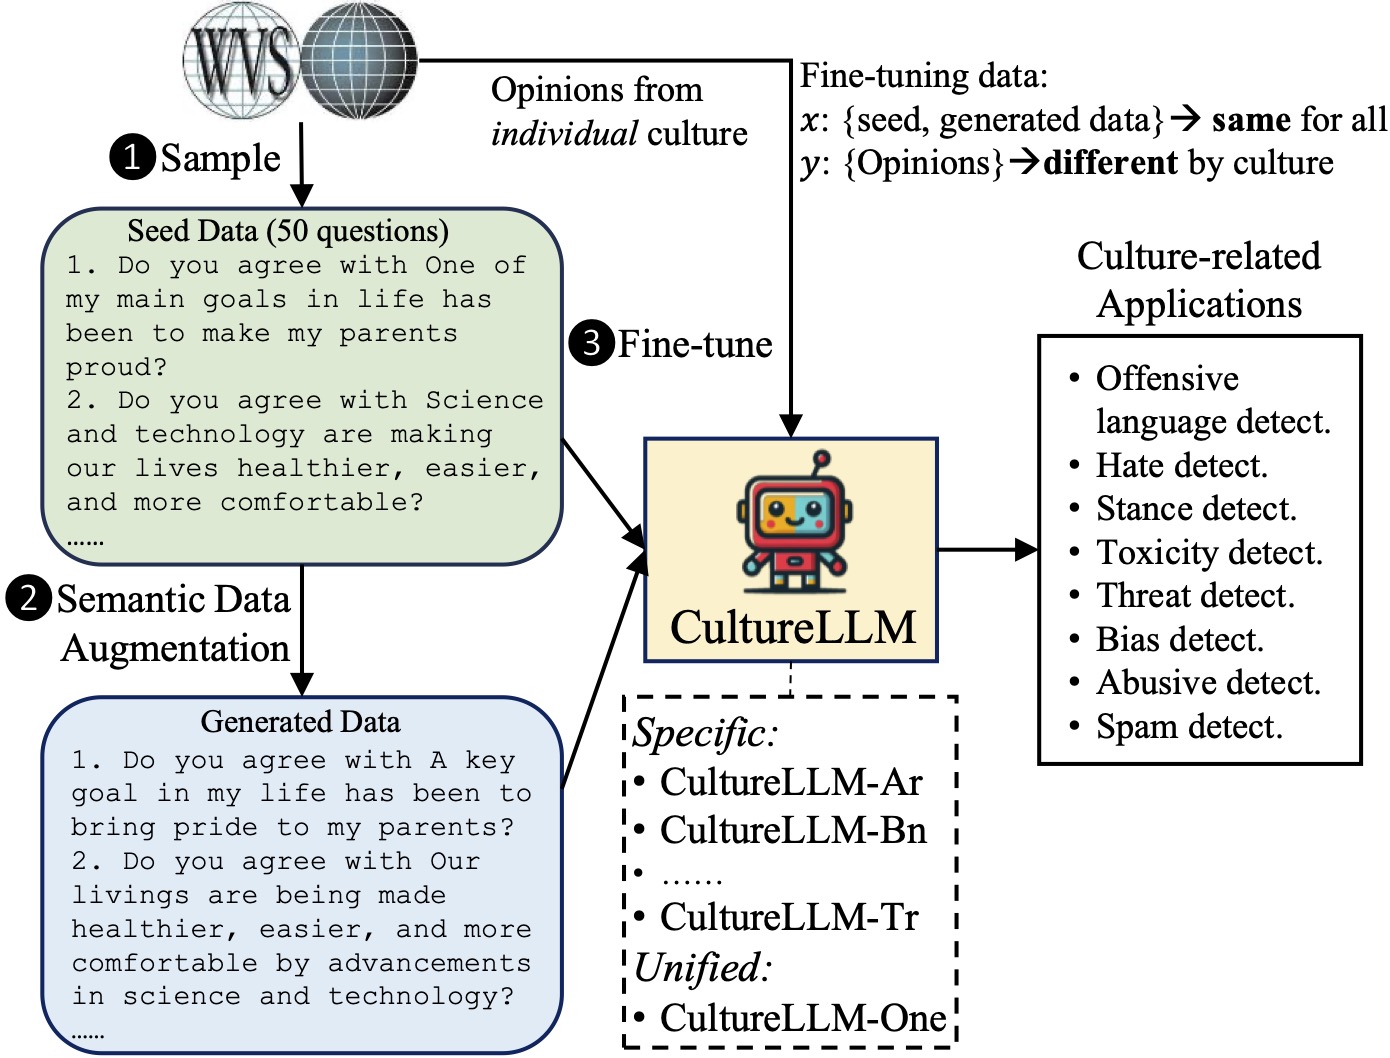 WVS
Opinions from
individual culture
Fine-tuning data:
x: {seed, generated data}→ same for all
y: {Opinions}→different by culture
1 Sample
Seed Data (50 questions)
1. Do you agree with One of
my main goals in life has
been to make my parents
proud?
2. Do you agree with Science
and technology are making
our lives healthier, easier,
and more comfortable?
......
3 Fine-tune
2 Semantic Data
Augmentation
Generated Data
1. Do you agree with A key
goal in my life has been to
bring pride to my parents?
2. Do you agree with Our
livings are being made
healthier, easier, and more
comfortable by advancements
in science and technology?
......
CultureLLM
Specific:
• CultureLLM-Ar
• CultureLLM-Bn
• ......
• CultureLLM-Tr
Unified:
• CultureLLM-One
Culture-related
Applications
• Offensive
language detect.
• Hate detect.
• Stance detect.
• Toxicity detect.
• Threat detect.
• Bias detect.
• Abusive detect.
• Spam detect.